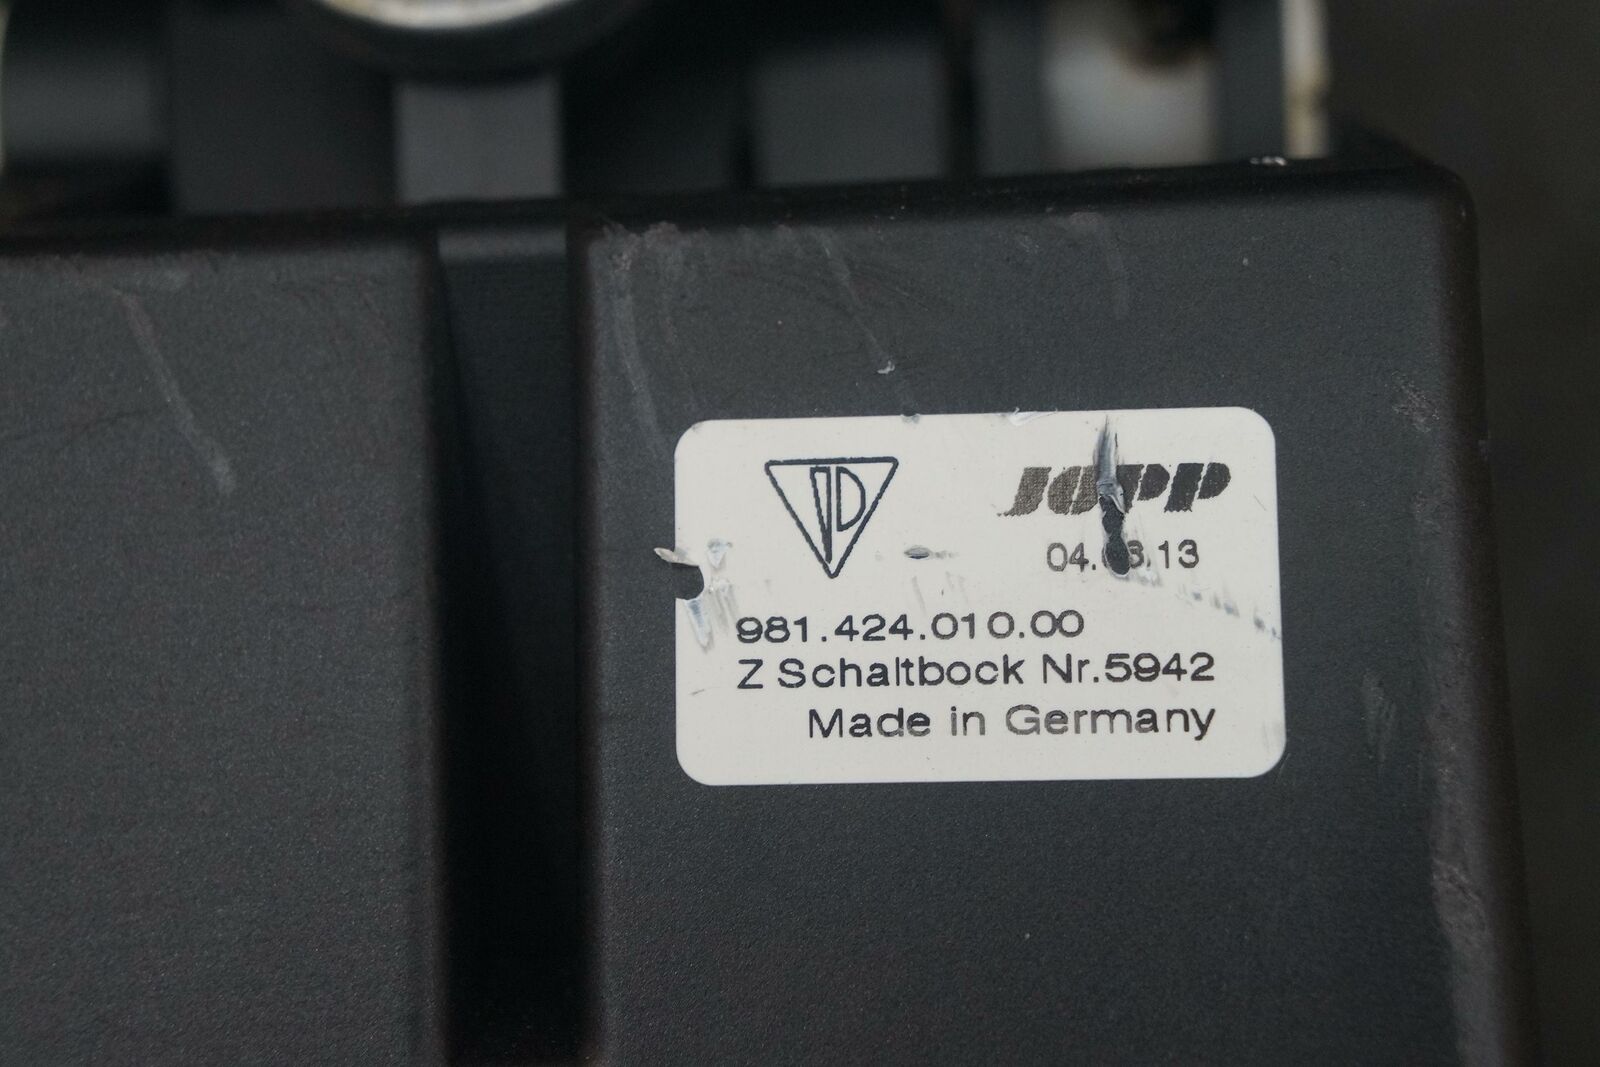 JOPP
981.424.010.00
Z Schaltbock Nr.5942
Made in Germany